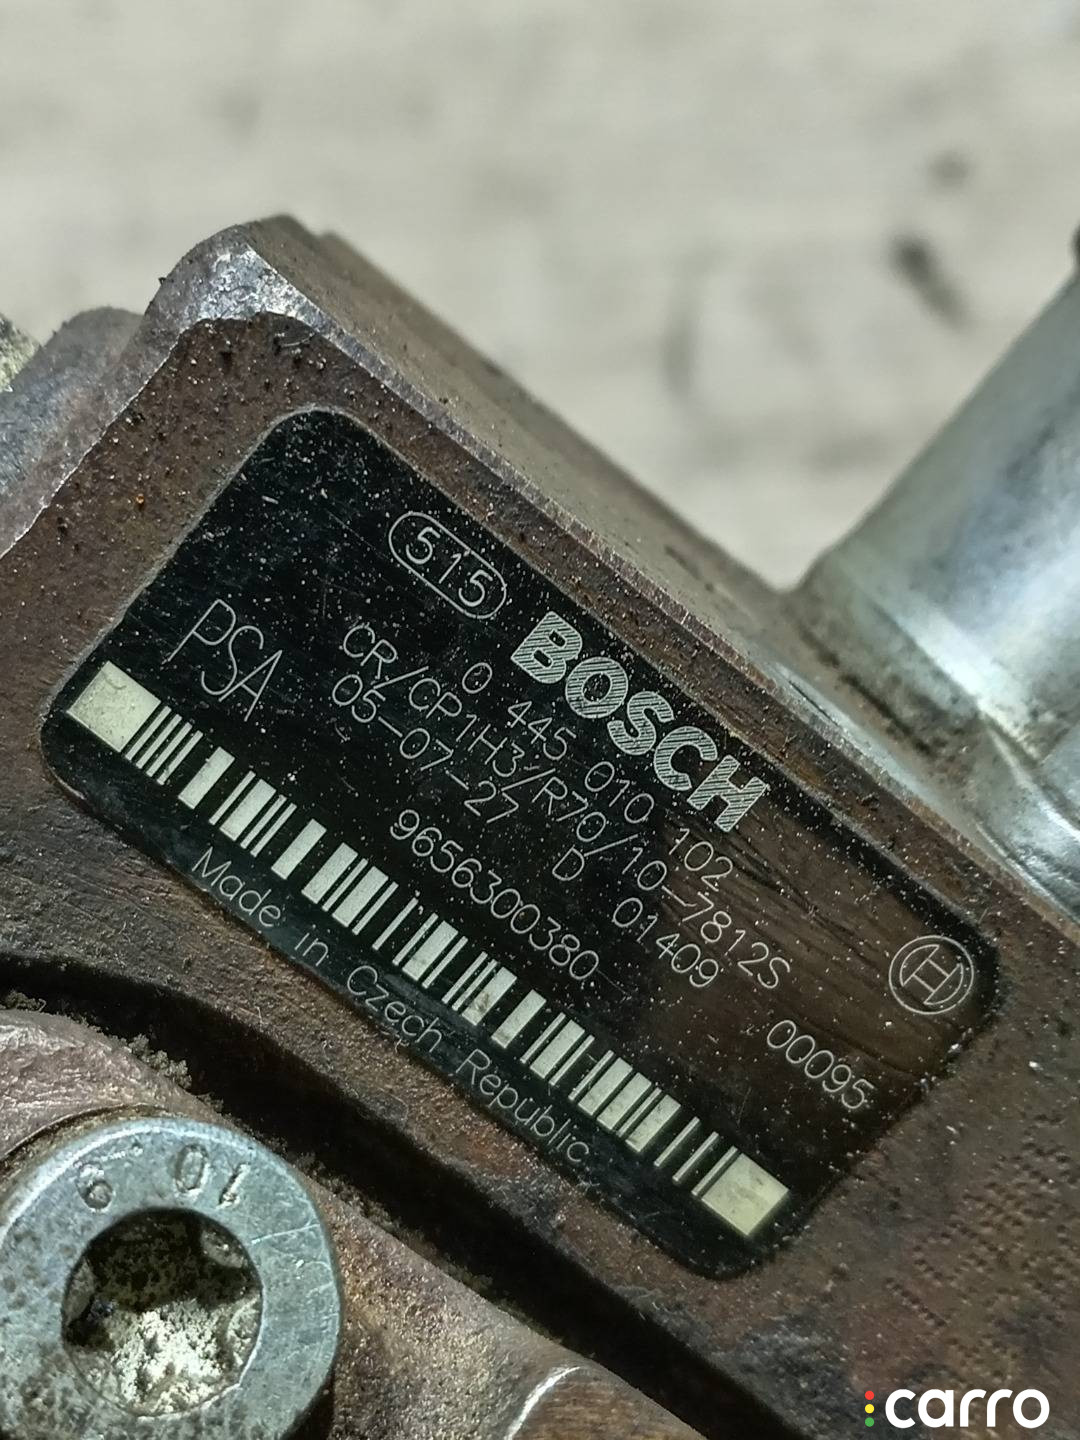 515 BOSCH
0 445 010 102
CR/CP1H3/R70/10-7812S
05-07-27 D 01409
PSA 9656300380 00095
Made in Czech Republic.
10.9
carro